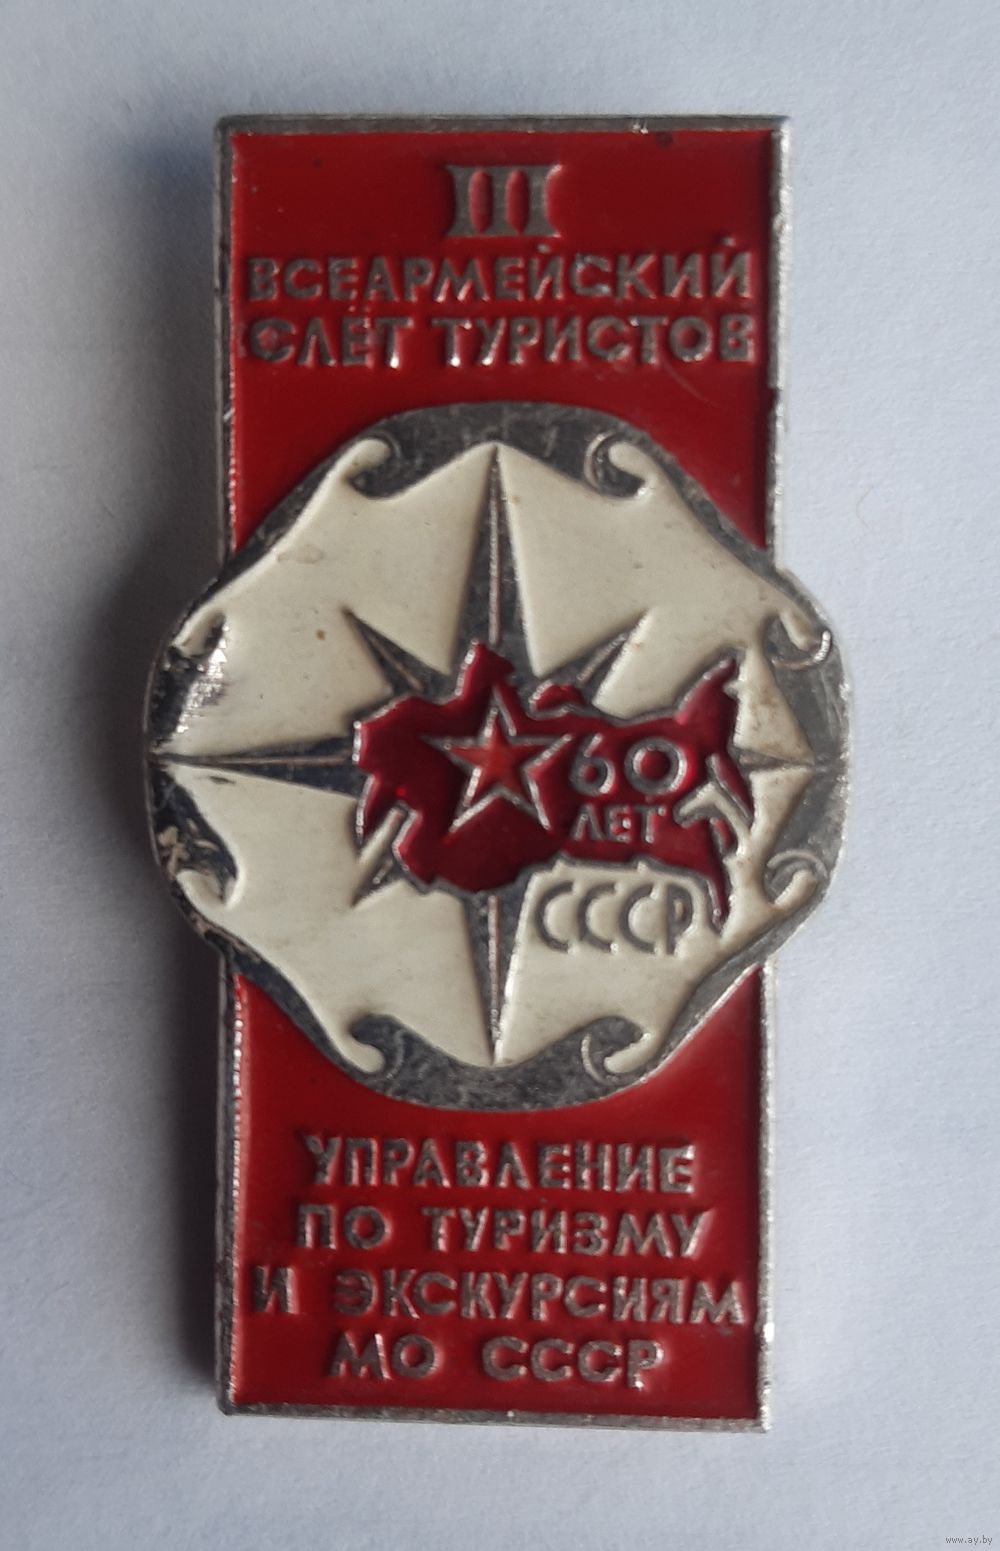 III
ВСЕАРМЕЙСКИЙ
СЛЁТ ТУРИСТОВ
60
ЛЕТ
СССР
УПРАВЛЕНИЕ
ПО ТУРИЗМУ
И ЭКСКУРСИЯМ
МО СССР
www.ay.by